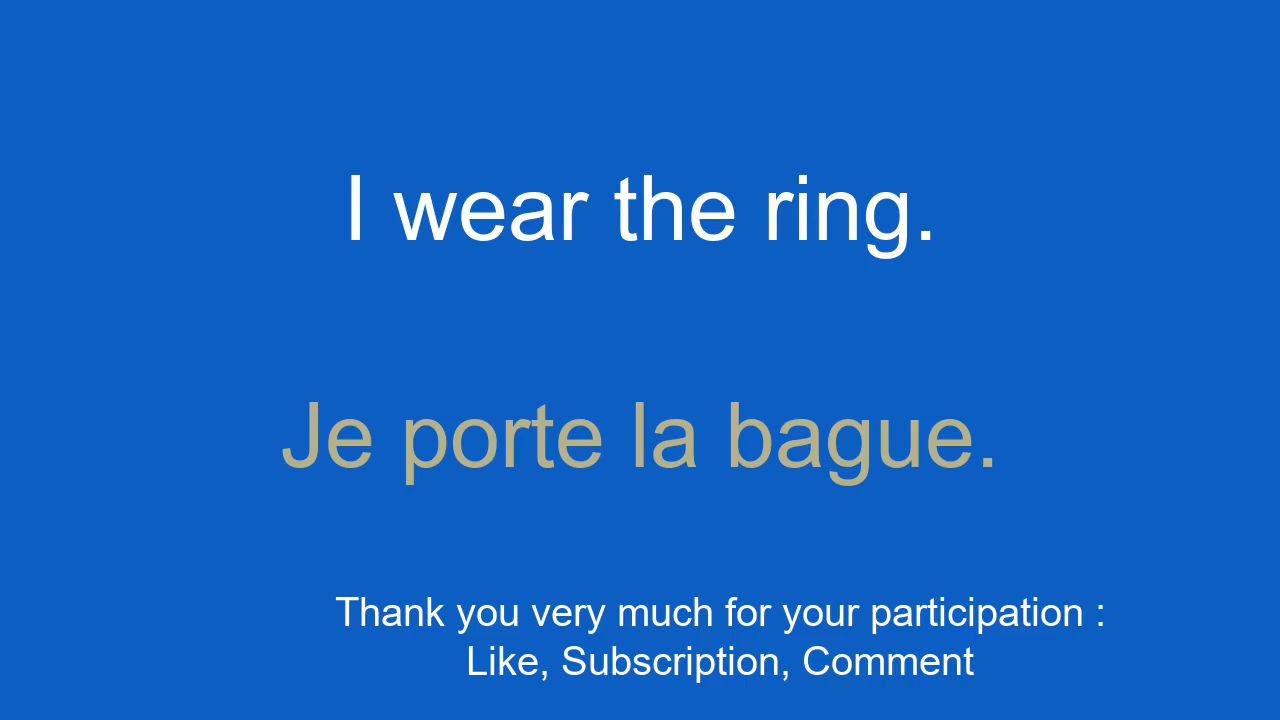 I wear the ring.
Je porte la bague.
Thank you very much for your participation :
Like, Subscription, Comment